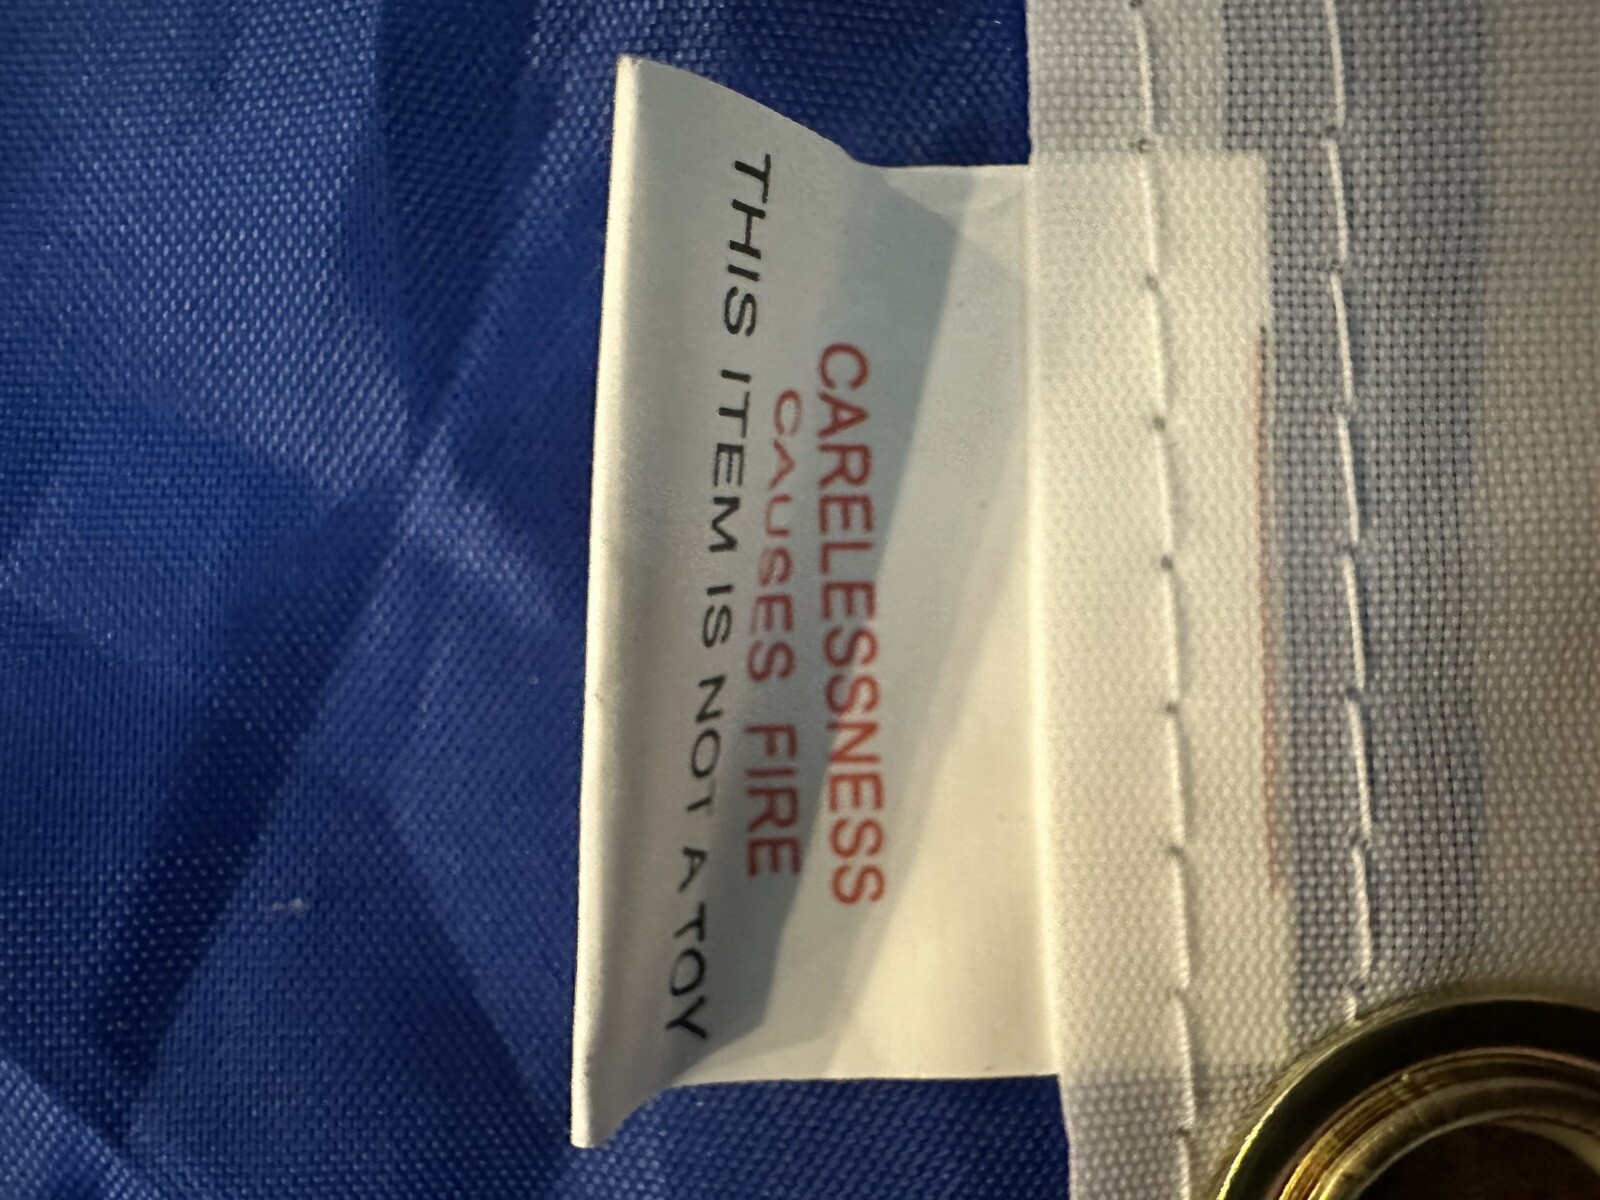 CARELESSNESS
CAUSES FIRE
THIS ITEM IS NOT A TOY